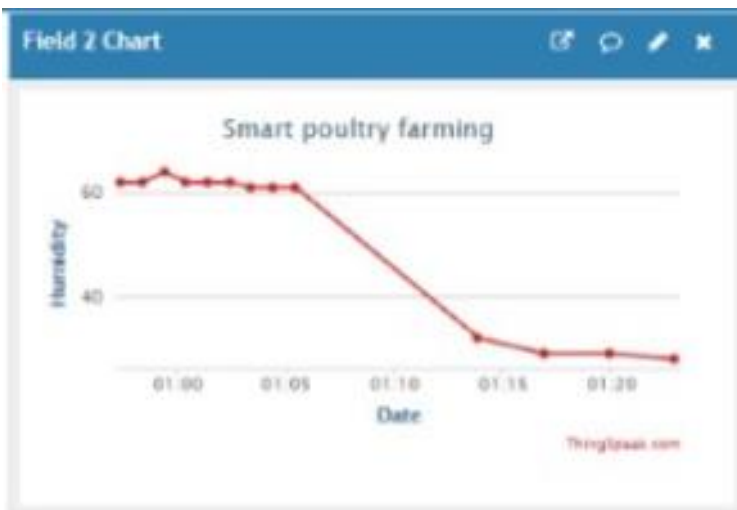 Field 2 Chart
Smart poultry farming
60
Humidity
40
01:00 01:05 01:10 01:15 01:20
Date
ThingSpeak.com